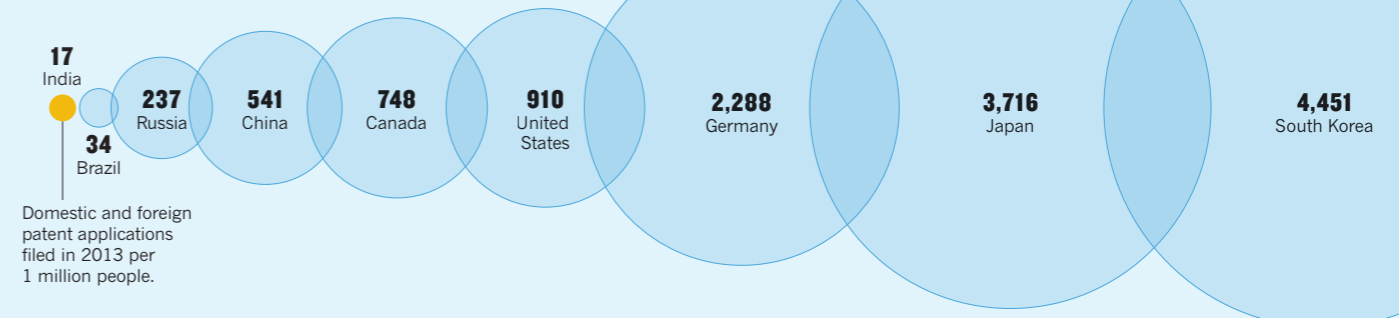 17
India
34
Brazil
237
Russia
541
China
748
Canada
910
United
States
2,288
Germany
3,716
Japan
4,451
South Korea
Domestic and foreign
patent applications
filed in 2013 per
1 million people.